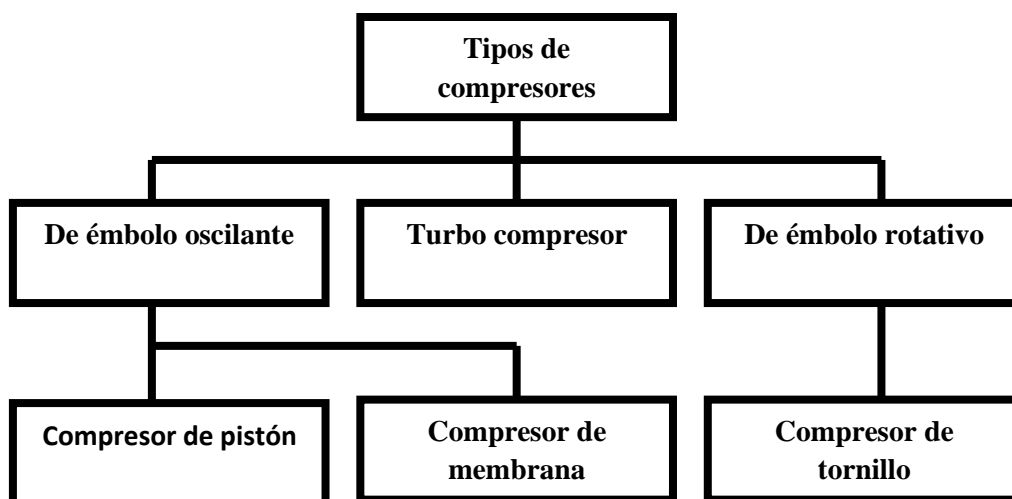 Tipos de
compresores
De émbolo oscilante
Turbo compresor
De émbolo rotativo
Compresor de pistón
Compresor de
membrana
Compresor de
tornillo